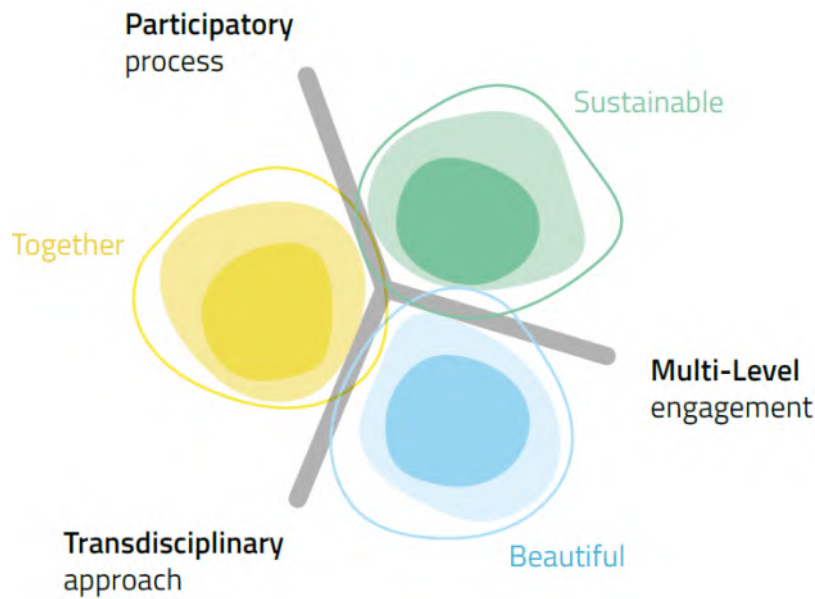 Participatory
process
Sustainable
Together
Multi-Level
engagement
Transdisciplinary
approach
Beautiful